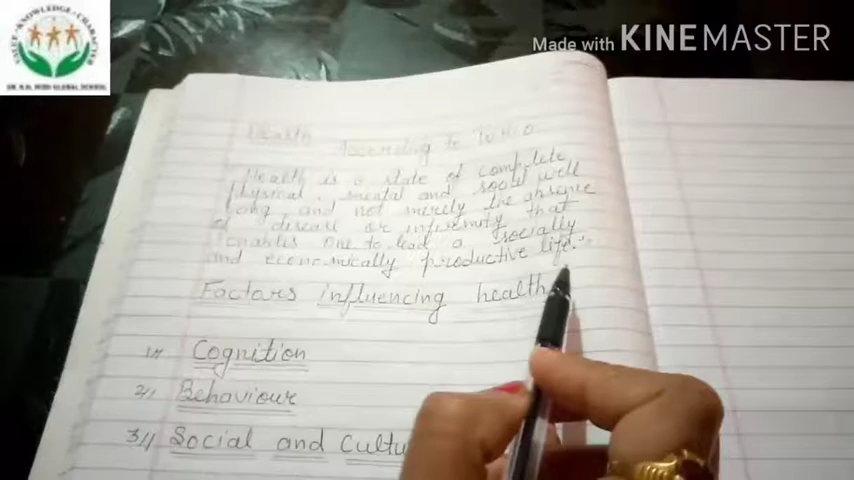 Made with KINEMASTER
Health According to W.H.O
Health is a state of complete
physical, mental and social well
being and not merely the absence
of disease or infirmity that
enables one to lead a socially
and economically productive life."
Factors influencing health
1// Cognition
2// Behaviour
3// Social and